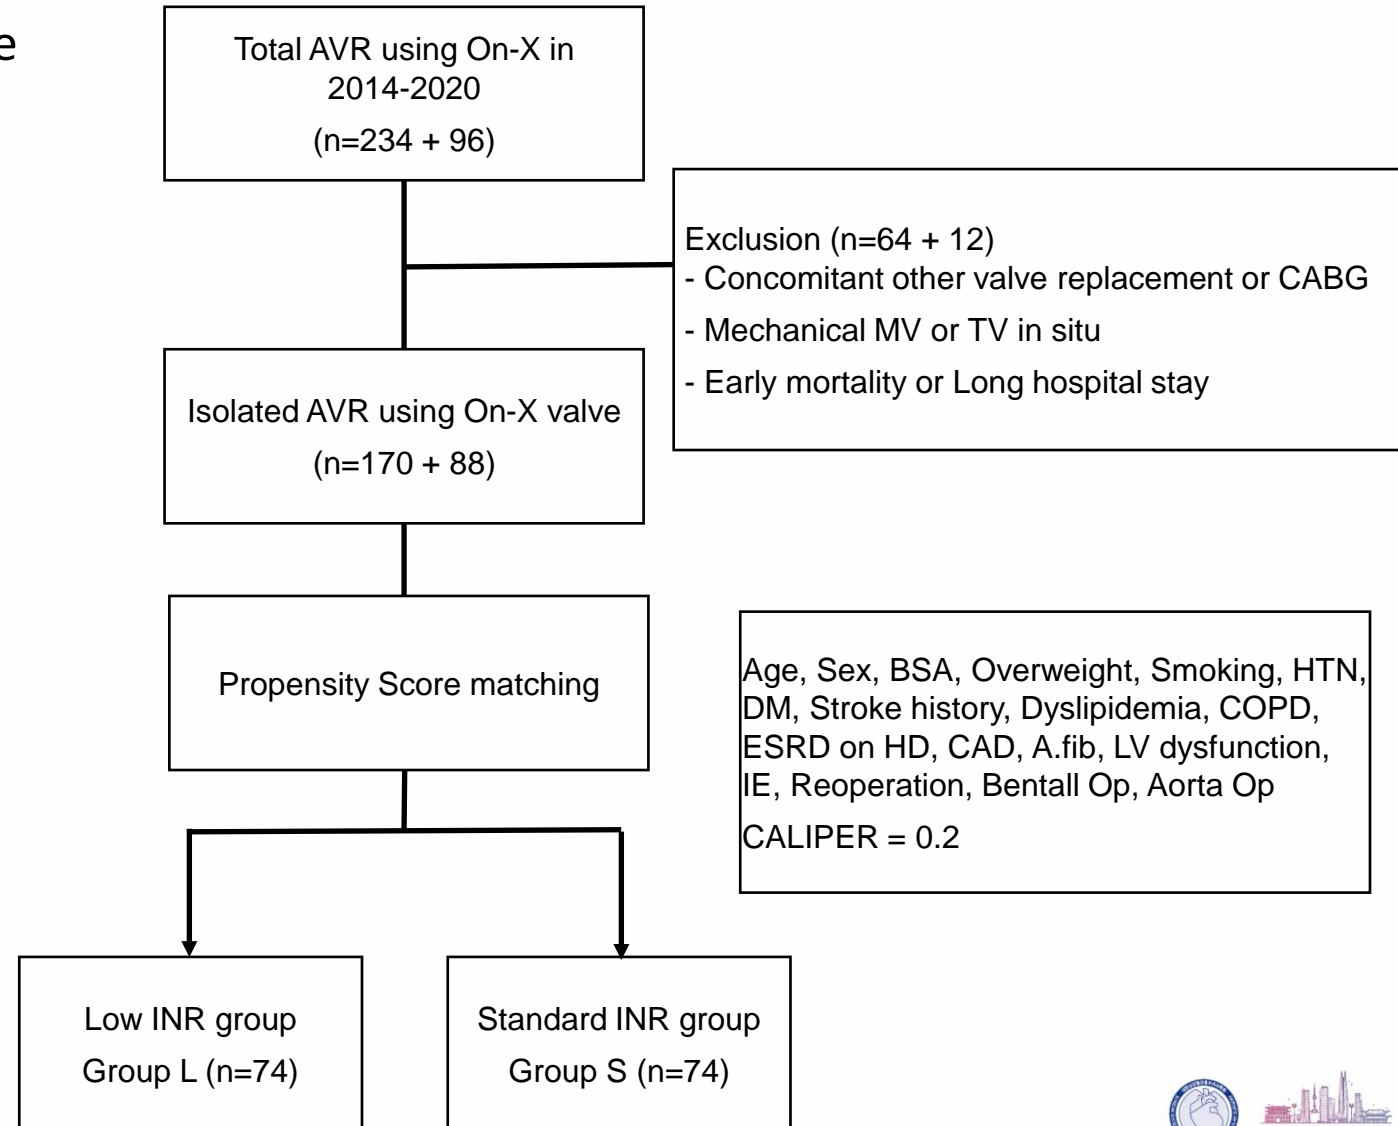 e
Total AVR using On-X in
2014-2020
(n=234 + 96)
Exclusion (n=64 + 12)
- Concomitant other valve replacement or CABG
- Mechanical MV or TV in situ
- Early mortality or Long hospital stay
Isolated AVR using On-X valve
(n=170 + 88)
Propensity Score matching
Age, Sex, BSA, Overweight, Smoking, HTN,
DM, Stroke history, Dyslipidemia, COPD,
ESRD on HD, CAD, A.fib, LV dysfunction,
IE, Reoperation, Bentall Op, Aorta Op
CALIPER = 0.2
Low INR group
Group L (n=74)
Standard INR group
Group S (n=74)